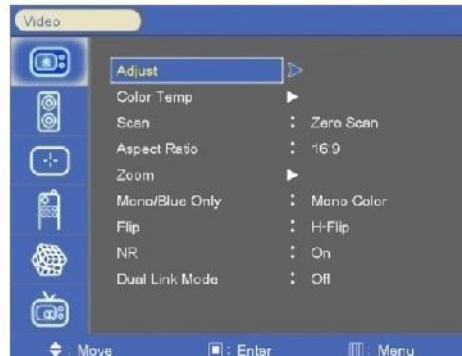 Video
Adjust
Color Temp
Scan : Zero Scan
Aspect Ratio : 16:9
Zoom
Mono/Blue Only : Mono Color
Flip : H-Flip
NR : On
Dual Link Mode : Off
: Move : Enter : Menu